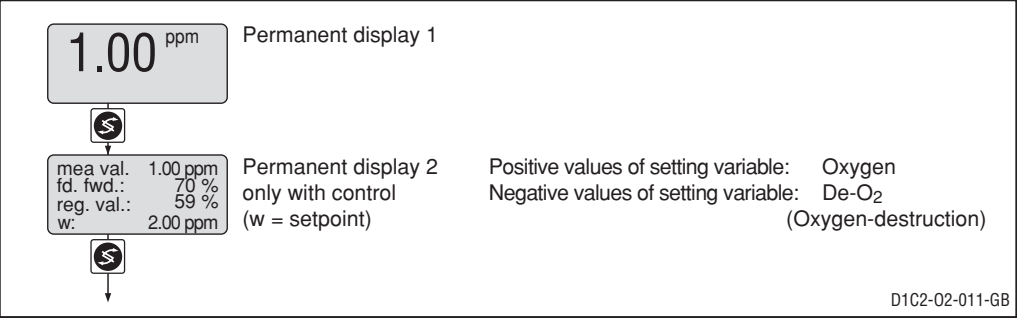 1.00 ppm
Permanent display 1
mea val. 1.00 ppm
fd. fwd.: 70 %
reg. val.: 59 %
w: 2.00 ppm
Permanent display 2
only with control
(w = setpoint)
Positive values of setting variable: Oxygen
Negative values of setting variable: De-O₂
(Oxygen-destruction)
D1C2-O2-011-GB